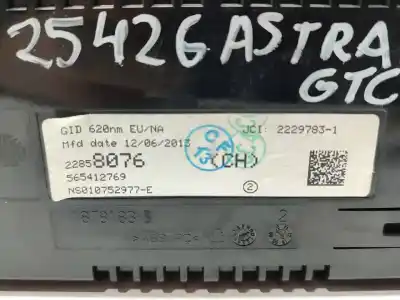 25426 ASTRA
GTC
GID 620nm EU/NA
JCI: 2229783-1
Mfd date 12/06/2013
22858076
(CH)
565412769
NS010752977-E
2
2